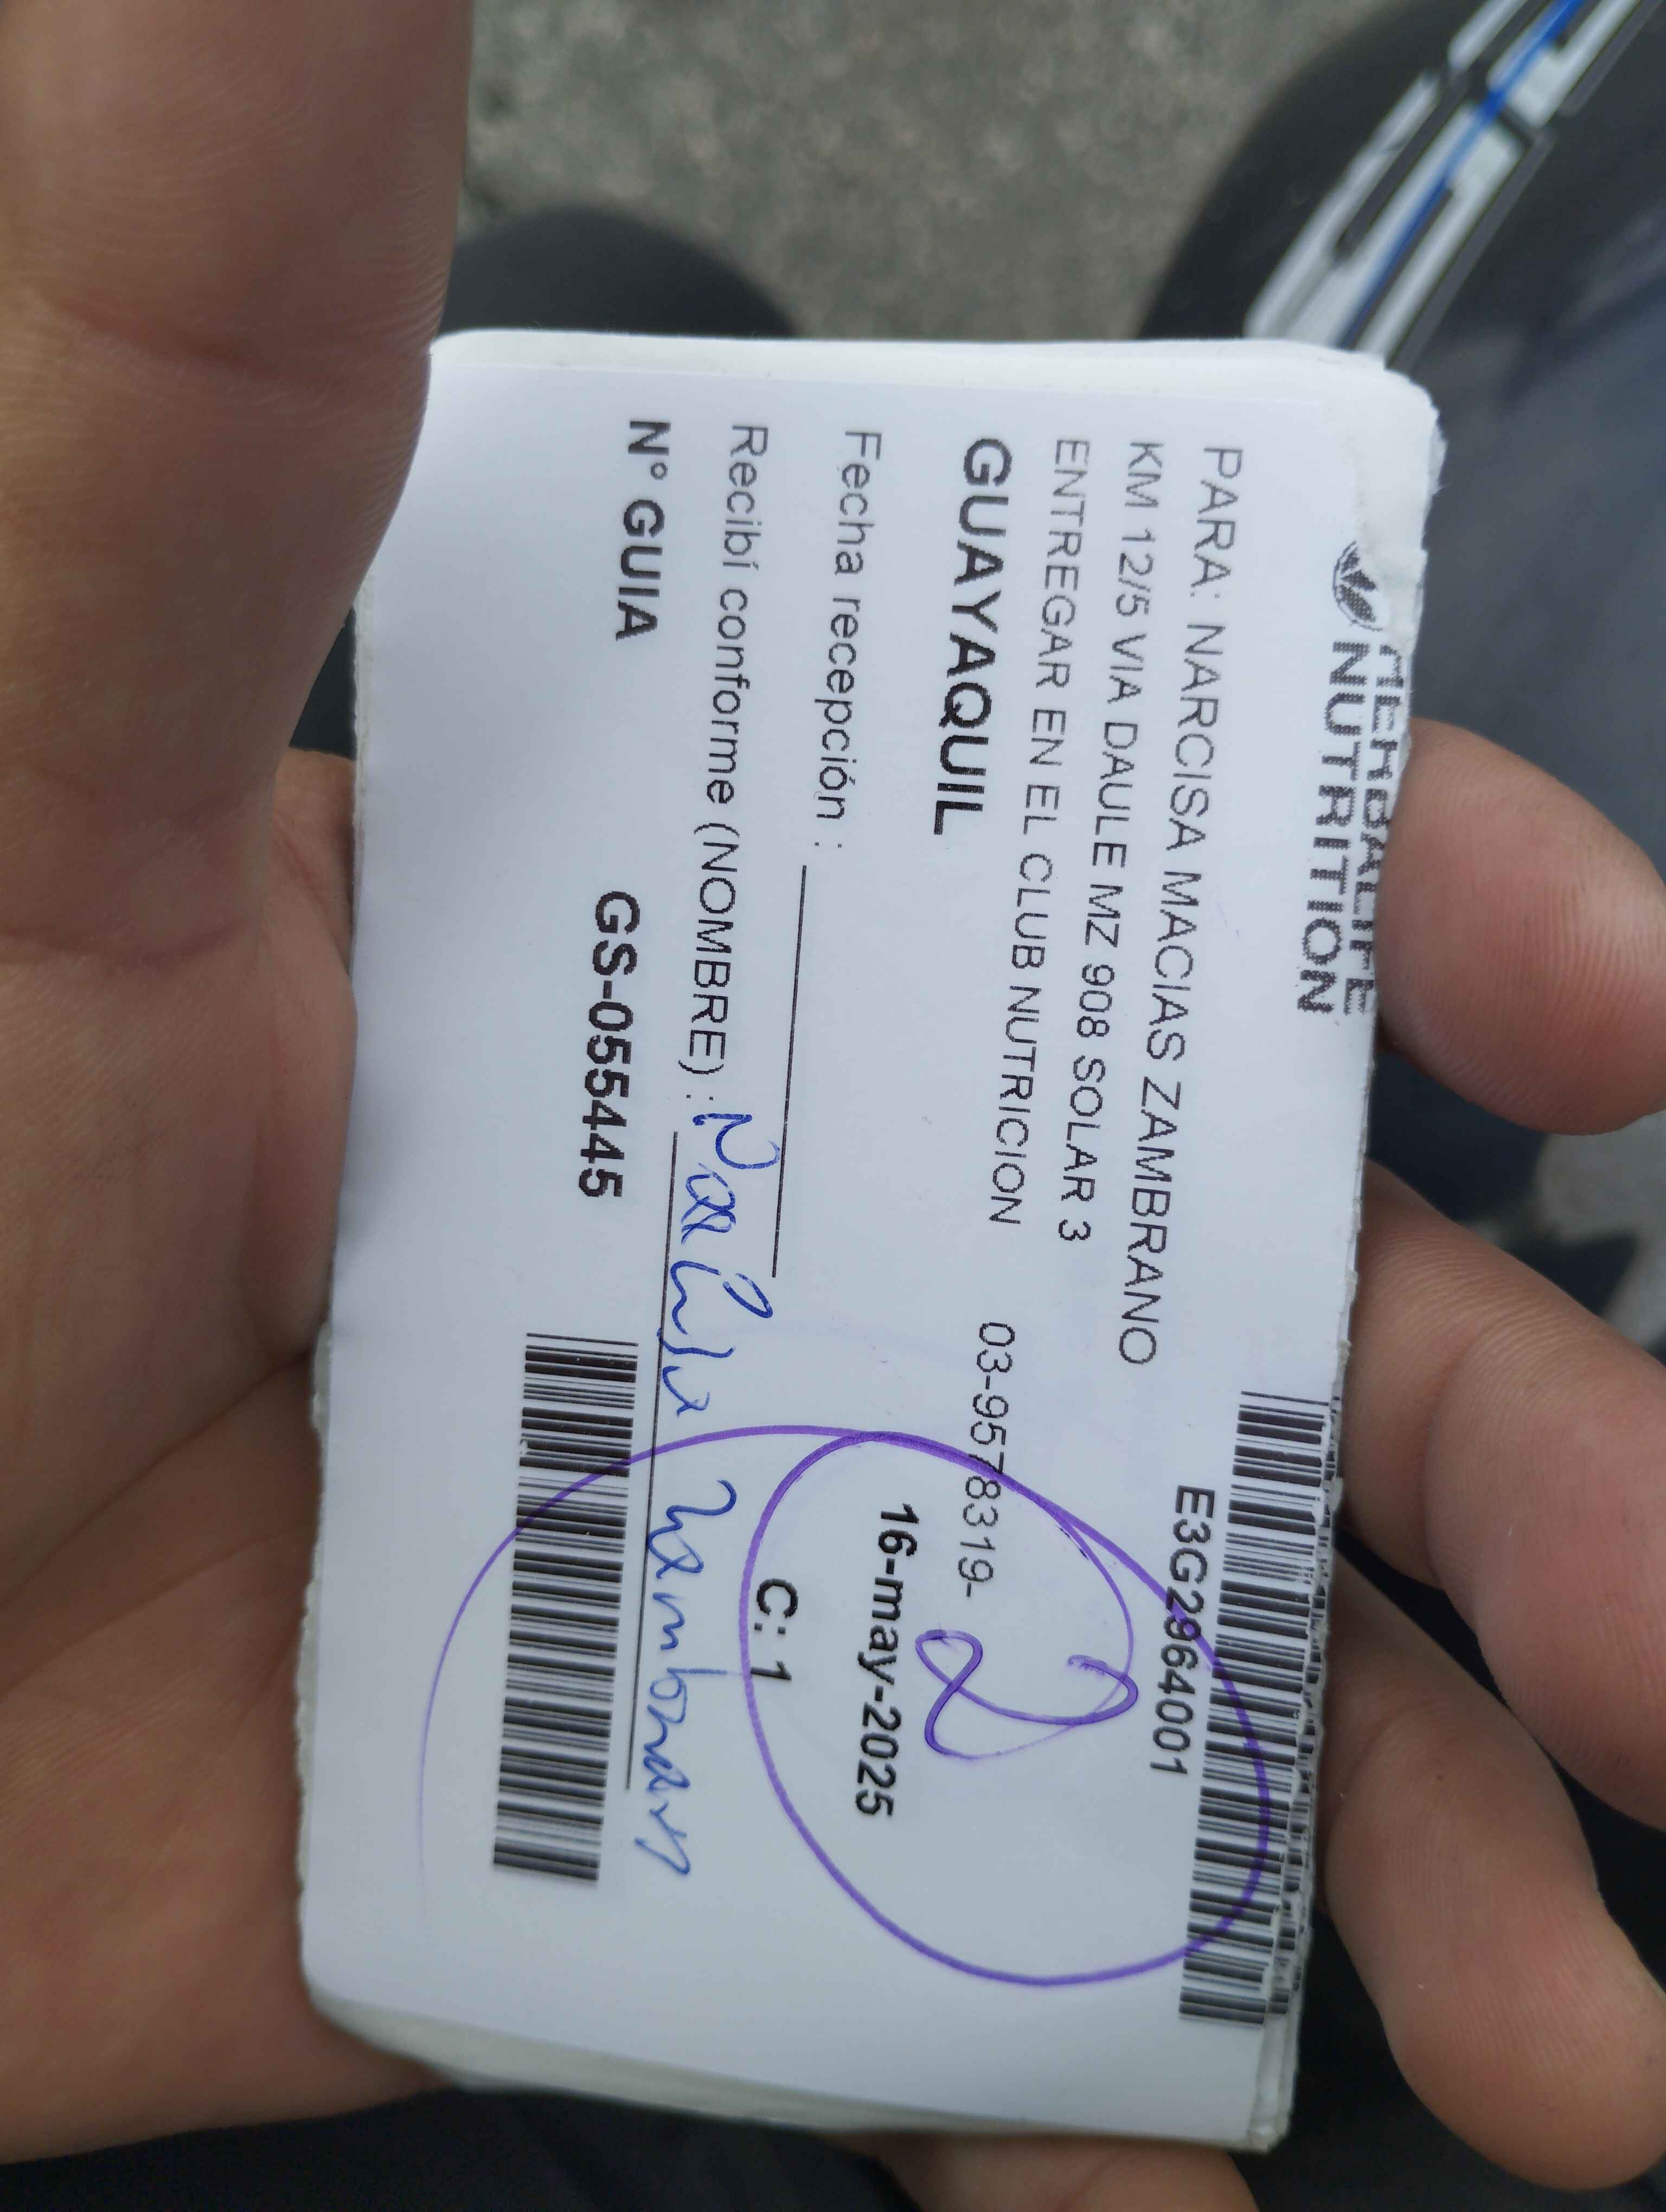 HERBALIFE
NUTRITION
E3G2964001
PARA: NARCISA MACIAS ZAMBRANO
KM 12/5 VIA DAULE MZ 908 SOLAR 3
ENTREGAR EN EL CLUB NUTRICION 03-9578319-
GUAYAQUIL 16-may-2025
Fecha recepción :
C: 1
Recibí conforme (NOMBRE) :
N° GUIA GS-055445